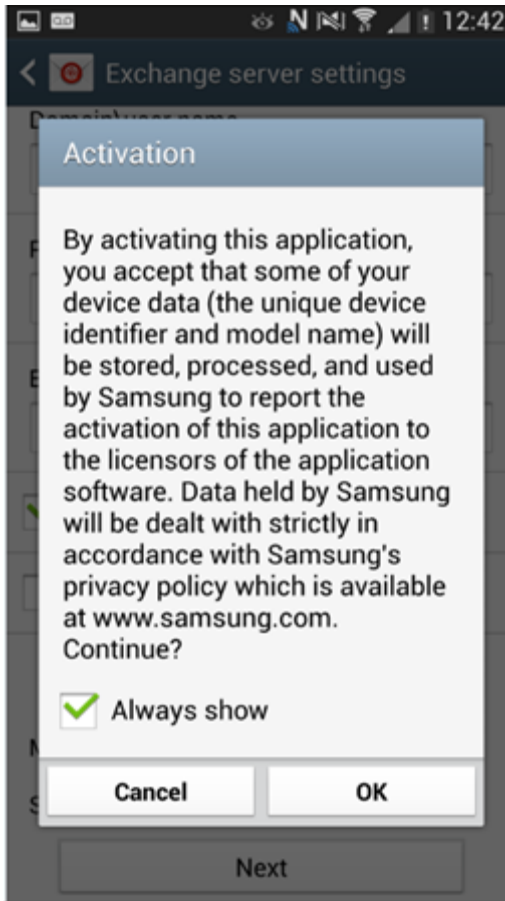 12:42
Exchange server settings
Domain\user name
Activation
By activating this application,
you accept that some of your
device data (the unique device
identifier and model name) will
be stored, processed, and used
by Samsung to report the
activation of this application to
the licensors of the application
software. Data held by Samsung
will be dealt with strictly in
accordance with Samsung's
privacy policy which is available
at www.samsung.com.
Continue?
Always show
Cancel OK
Next